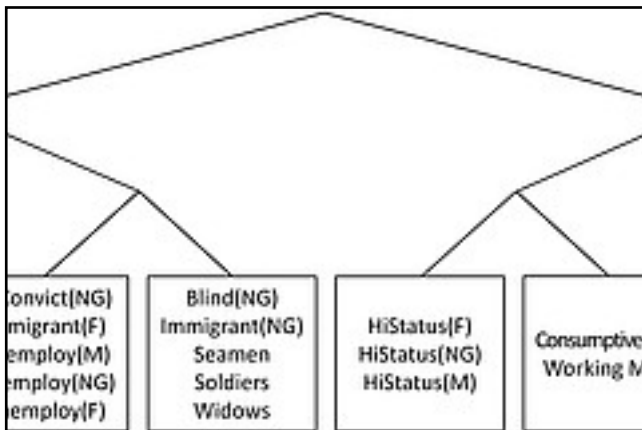 Convict(NG)
migrant(F)
employ(M)
employ(NG)
employ(F)
Blind(NG)
Immigrant(NG)
Seamen
Soldiers
Widows
HiStatus(F)
HiStatus(NG)
HiStatus(M)
Consumptive
Working M